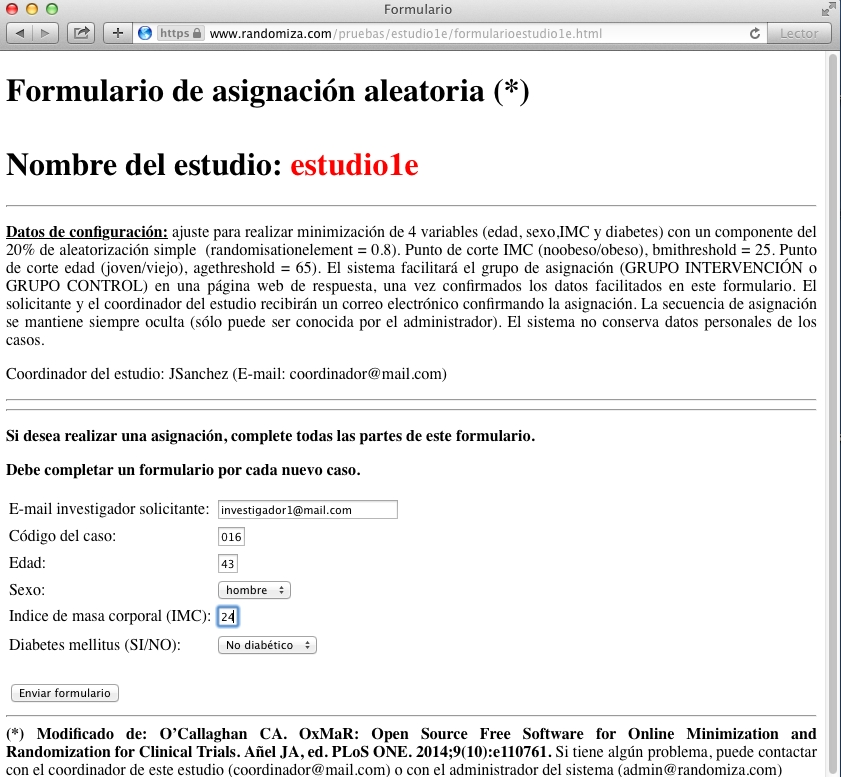 Formulario
https www.randomiza.com/pruebas/estudio1e/formularioestudio1e.html Lector
Formulario de asignación aleatoria (*)
Nombre del estudio: estudio1e
Datos de configuración: ajuste para realizar minimización de 4 variables (edad, sexo,IMC y diabetes) con un componente del
20% de aleatorización simple (randomisationelement = 0.8). Punto de corte IMC (noobeso/obeso), bmithreshold = 25. Punto
de corte edad (joven/viejo), agethreshold = 65). El sistema facilitará el grupo de asignación (GRUPO INTERVENCIÓN o
GRUPO CONTROL) en una página web de respuesta, una vez confirmados los datos facilitados en este formulario. El
solicitante y el coordinador del estudio recibirán un correo electrónico confirmando la asignación. La secuencia de asignación
se mantiene siempre oculta (sólo puede ser conocida por el administrador). El sistema no conserva datos personales de los
casos.
Coordinador del estudio: JSanchez (E-mail: coordinador@mail.com)
Si desea realizar una asignación, complete todas las partes de este formulario.
Debe completar un formulario por cada nuevo caso.
E-mail investigador solicitante: investigador1@mail.com
Código del caso: 016
Edad: 43
Sexo: hombre
Indice de masa corporal (IMC): 24
Diabetes mellitus (SI/NO): No diabético
Enviar formulario
(*) Modificado de: O'Callaghan CA. OxMaR: Open Source Free Software for Online Minimization and
Randomization for Clinical Trials. Añel JA, ed. PLoS ONE. 2014;9(10):e110761. Si tiene algún problema, puede contactar
con el coordinador de este estudio (coordinador@mail.com) o con el administrador del sistema (admin@randomiza.com)